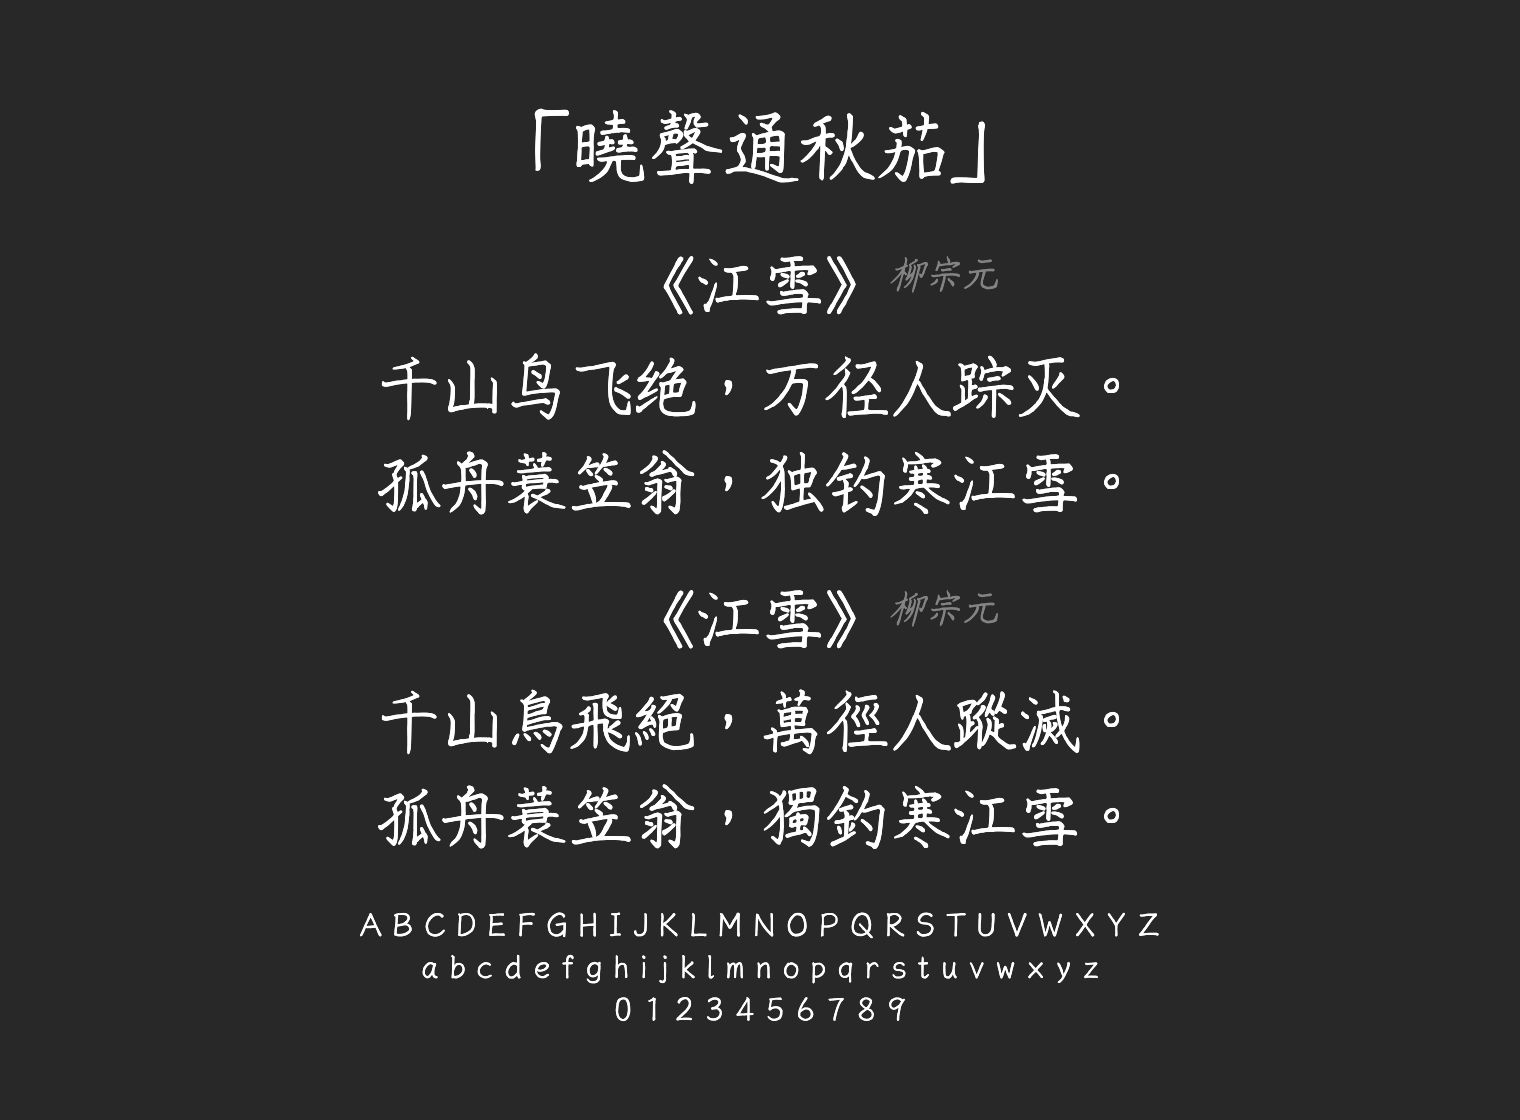 「曉聲通秋茄」
《江雪》 柳宗元
千山鸟飞绝，万径人踪灭。
孤舟蓑笠翁，独钓寒江雪。
《江雪》 柳宗元
千山鳥飛絕，萬徑人蹤滅。
孤舟蓑笠翁，獨釣寒江雪。
A B C D E F G H I J K L M N O P Q R S T U V W X Y Z
a b c d e f g h i j k l m n o p q r s t u v w x y z
0 1 2 3 4 5 6 7 8 9